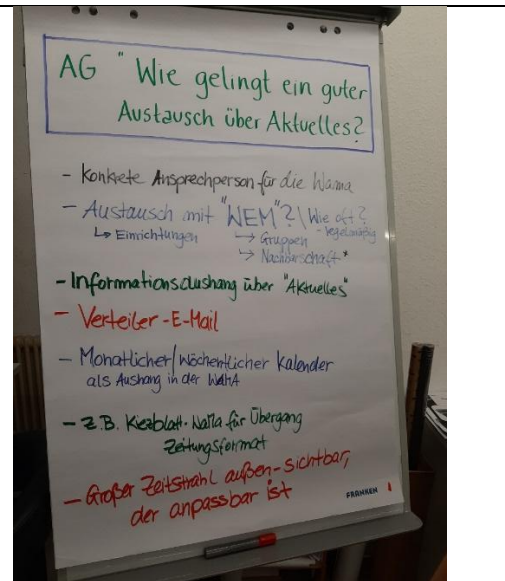 AG "Wie gelingt ein guter
Austausch über Aktuelles?
- Konkrete Ansprechperson für die Wama
- Austausch mit "WEM"? | Wie oft?
- regelmäßig
↳ Einrichtungen → Gruppen
→ Nachbarschaft*
- Informationsaushang über "Aktuelles"
- Verteiler-E-Mail
- Monatlicher/Wöchentlicher Kalender
als Aushang in der WaMA
- z.B. Kiezblatt-WaMa für Übergang
Zeitungsformat
- Großer Zeitstrahl außen-sichtbar,
der anpassbar ist
FRANKEN